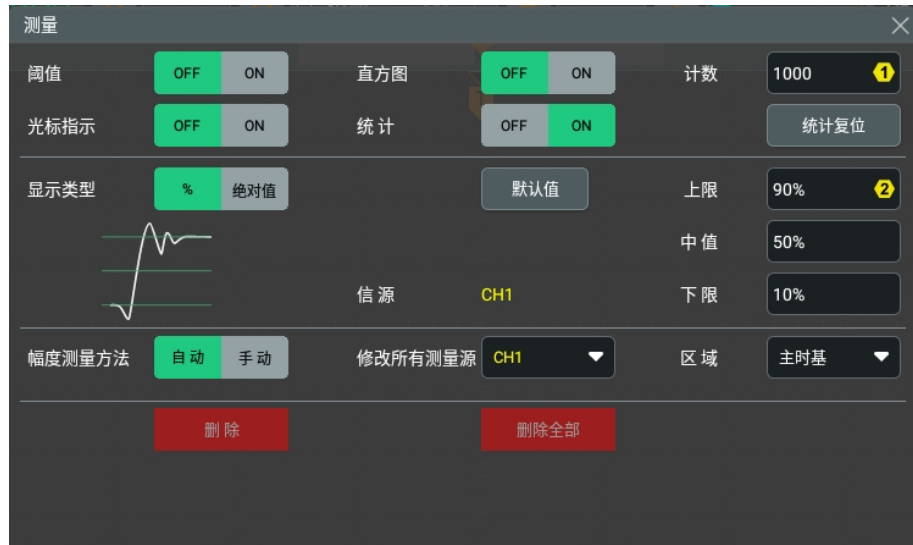 测量
阈值 OFF ON 直方图 OFF ON 计数 1000 1
光标指示 OFF ON 统计 OFF ON 统计复位
显示类型 % 绝对值 默认值 上限 90% 2
中值 50%
信源 CH1 下限 10%
幅度测量方法 自动 手动 修改所有测量源 CH1 区域 主时基
删除 删除全部